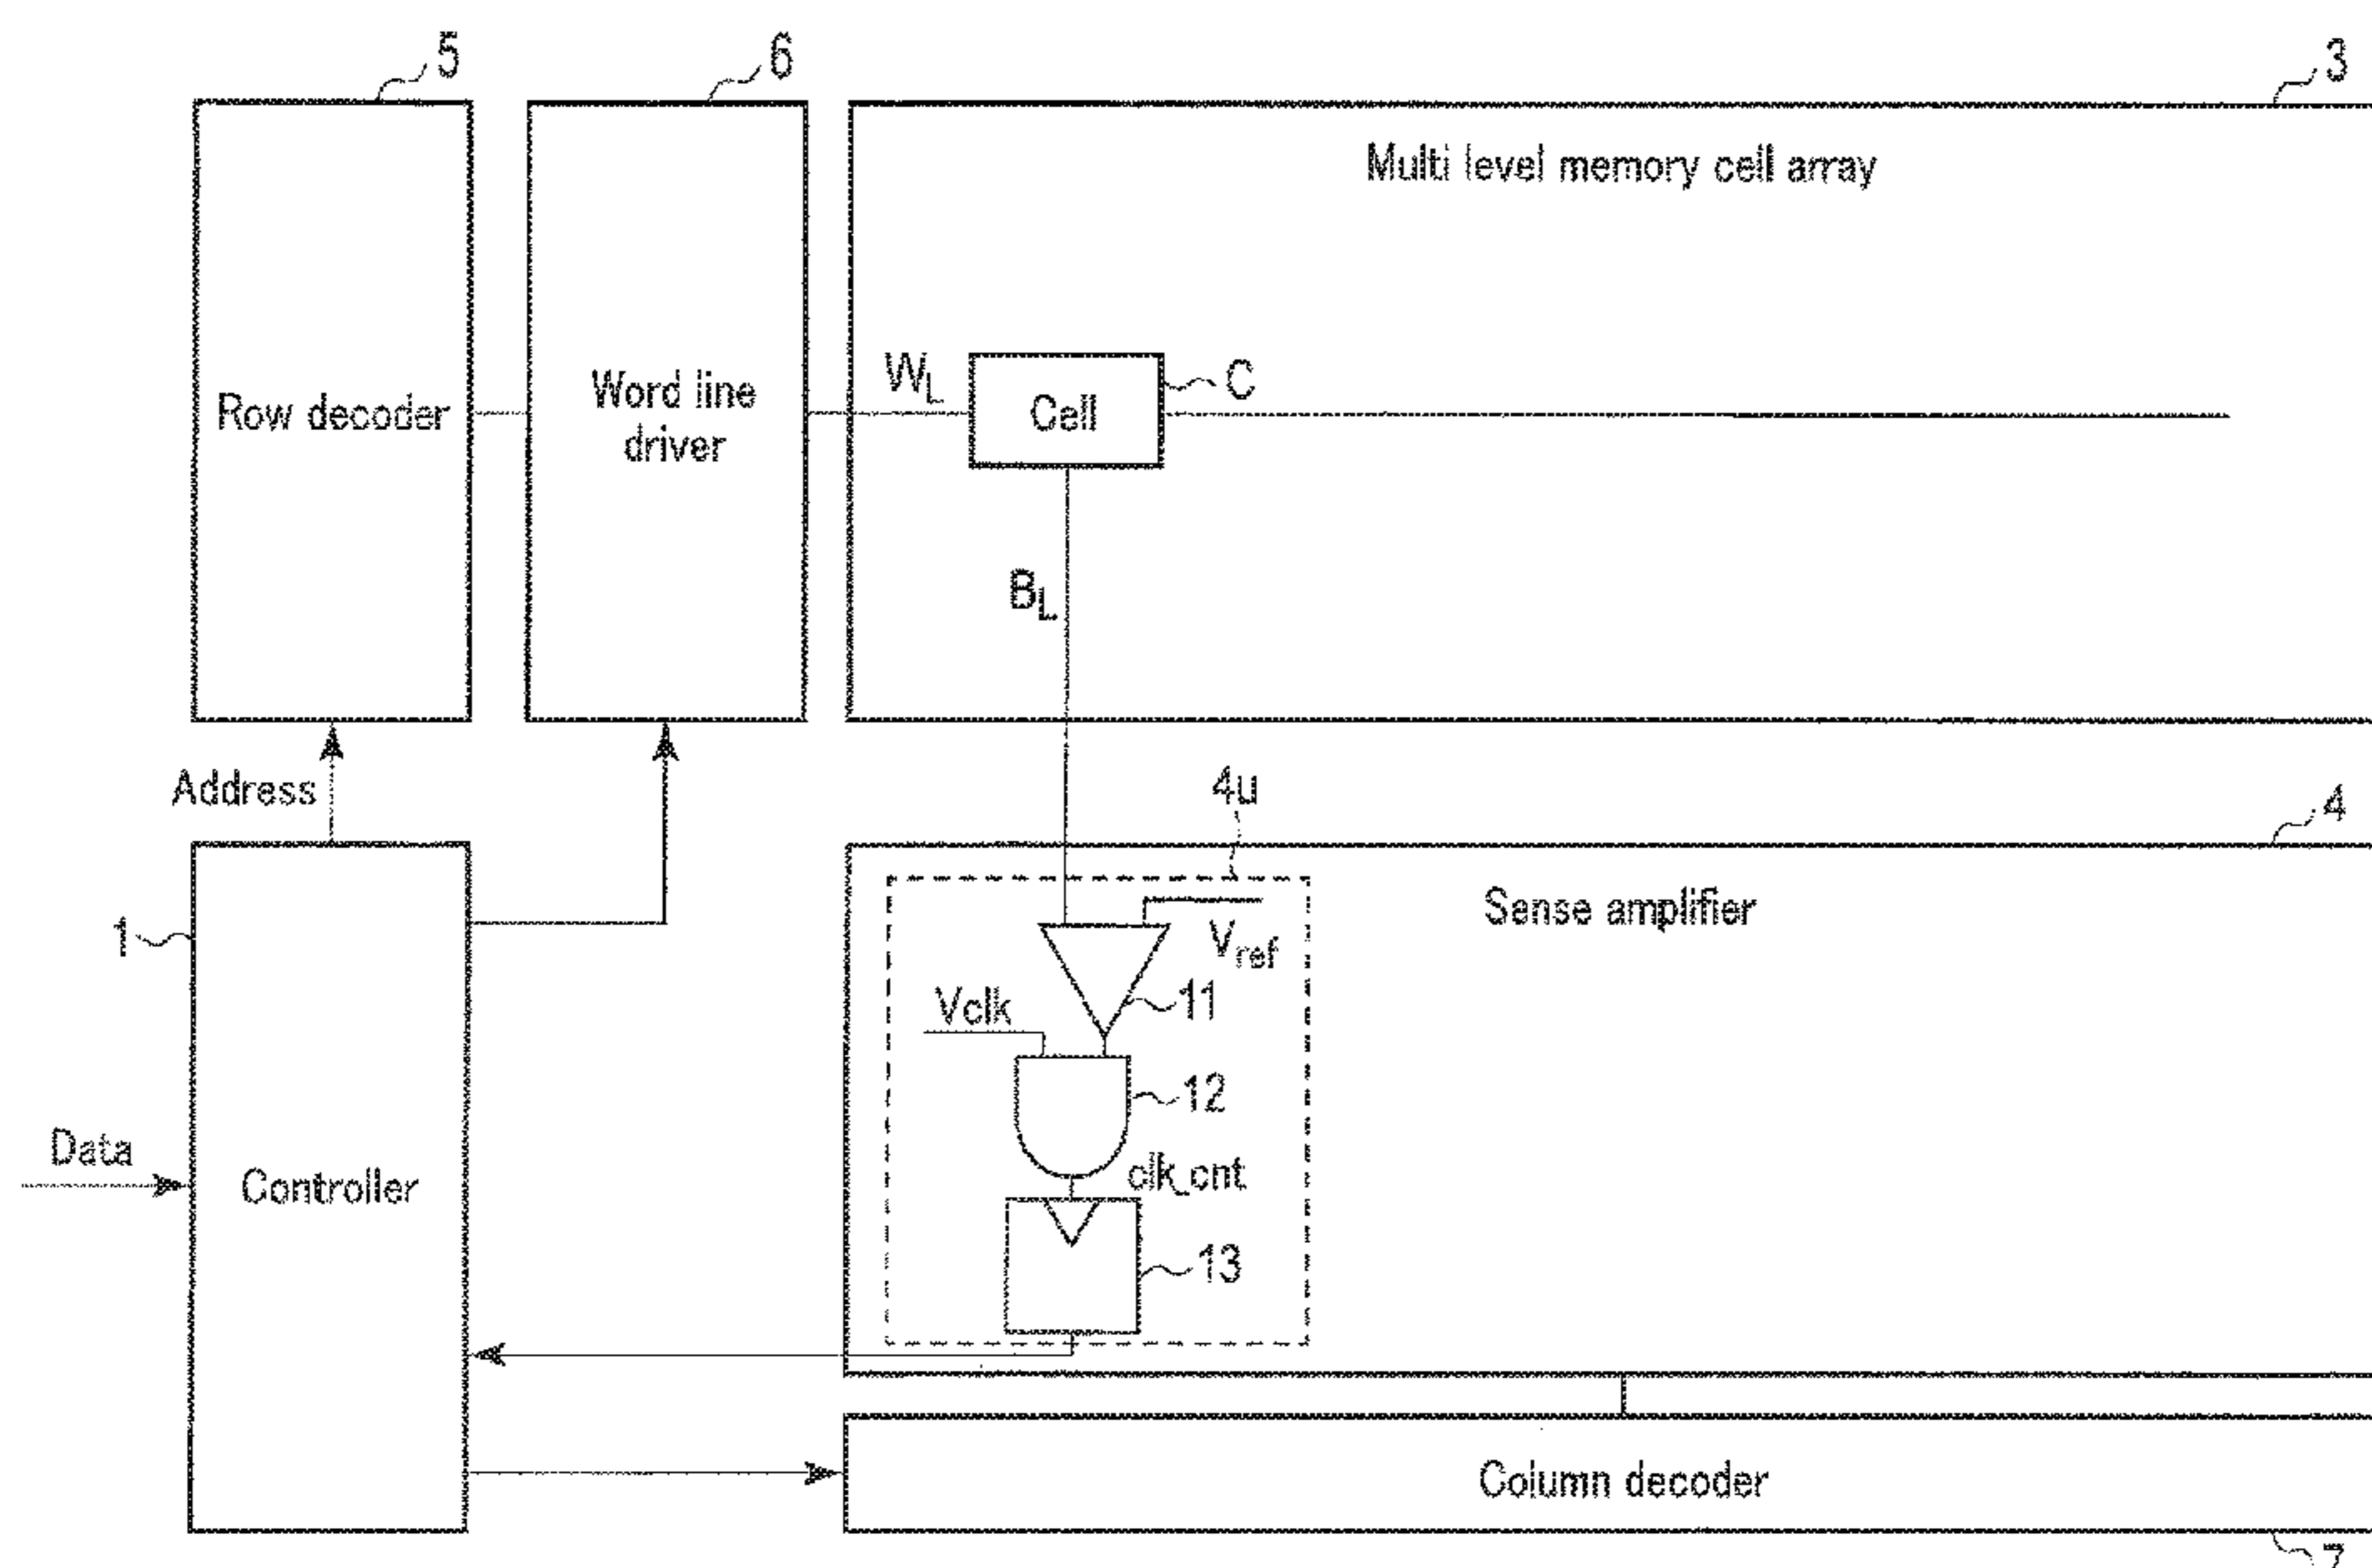 5
6
3
Multi level memory cell array
Row decoder
Word line
driver
WL
Cell
C
BL
Address
4u
4
1
Sense amplifier
Vref
Vclk
11
12
Data
Controller
clk_cnt
13
Column decoder
7